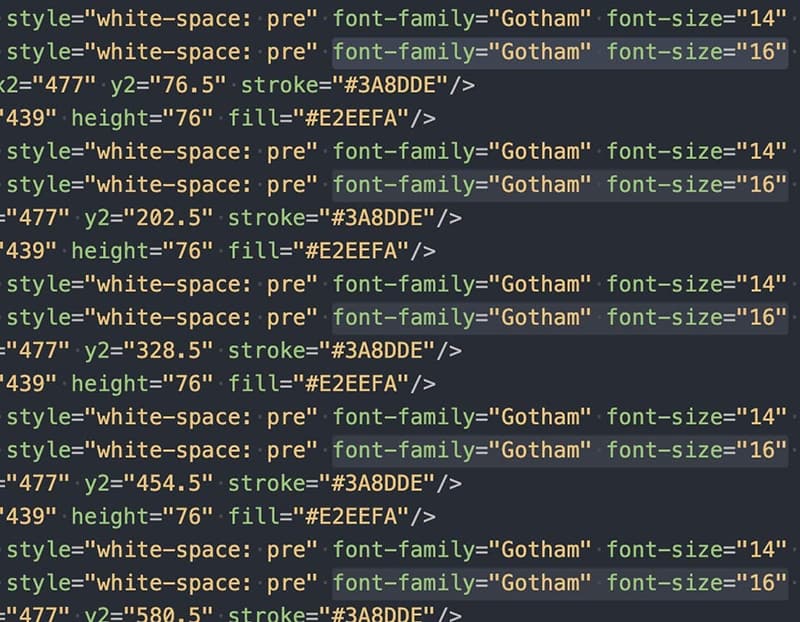 style="white-space: pre" font-family="Gotham" font-size="14"
style="white-space: pre" font-family="Gotham" font-size="16"
x2="477" y2="76.5" stroke="#3A8DDE"/>
"439" height="76" fill="#E2EEFA"/>
style="white-space: pre" font-family="Gotham" font-size="14"
style="white-space: pre" font-family="Gotham" font-size="16"
="477" y2="202.5" stroke="#3A8DDE"/>
"439" height="76" fill="#E2EEFA"/>
style="white-space: pre" font-family="Gotham" font-size="14"
style="white-space: pre" font-family="Gotham" font-size="16"
="477" y2="328.5" stroke="#3A8DDE"/>
"439" height="76" fill="#E2EEFA"/>
style="white-space: pre" font-family="Gotham" font-size="14"
style="white-space: pre" font-family="Gotham" font-size="16"
="477" y2="454.5" stroke="#3A8DDE"/>
"439" height="76" fill="#E2EEFA"/>
style="white-space: pre" font-family="Gotham" font-size="14"
style="white-space: pre" font-family="Gotham" font-size="16"
="477" y2="580.5" stroke="#3A8DDE"/>